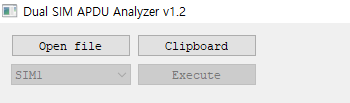 Dual SIM APDU Analyzer v1.2
Open file Clipboard
SIM1 Execute